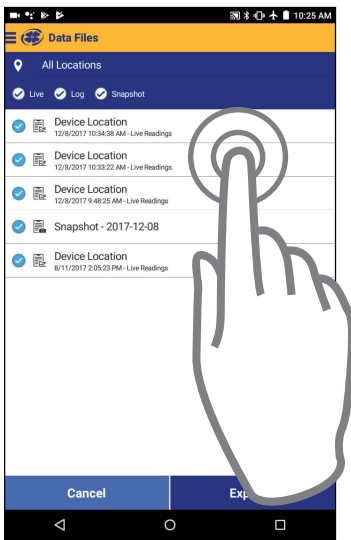 10:25 AM
Data Files
All Locations
Live Log Snapshot
Device Location
12/8/2017 10:34:38 AM - Live Readings
Device Location
12/8/2017 10:33:22 AM - Live Readings
Device Location
12/8/2017 9:48:25 AM - Live Readings
Snapshot - 2017-12-08
Device Location
8/11/2017 2:05:23 PM - Live Readings
Cancel Exp